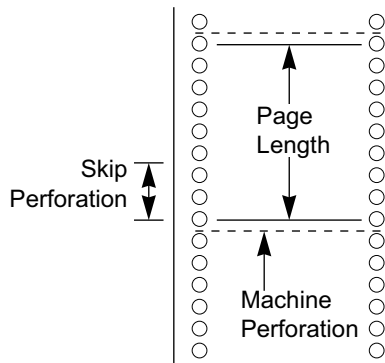 Page
Length
Skip
Perforation
Machine
Perforation